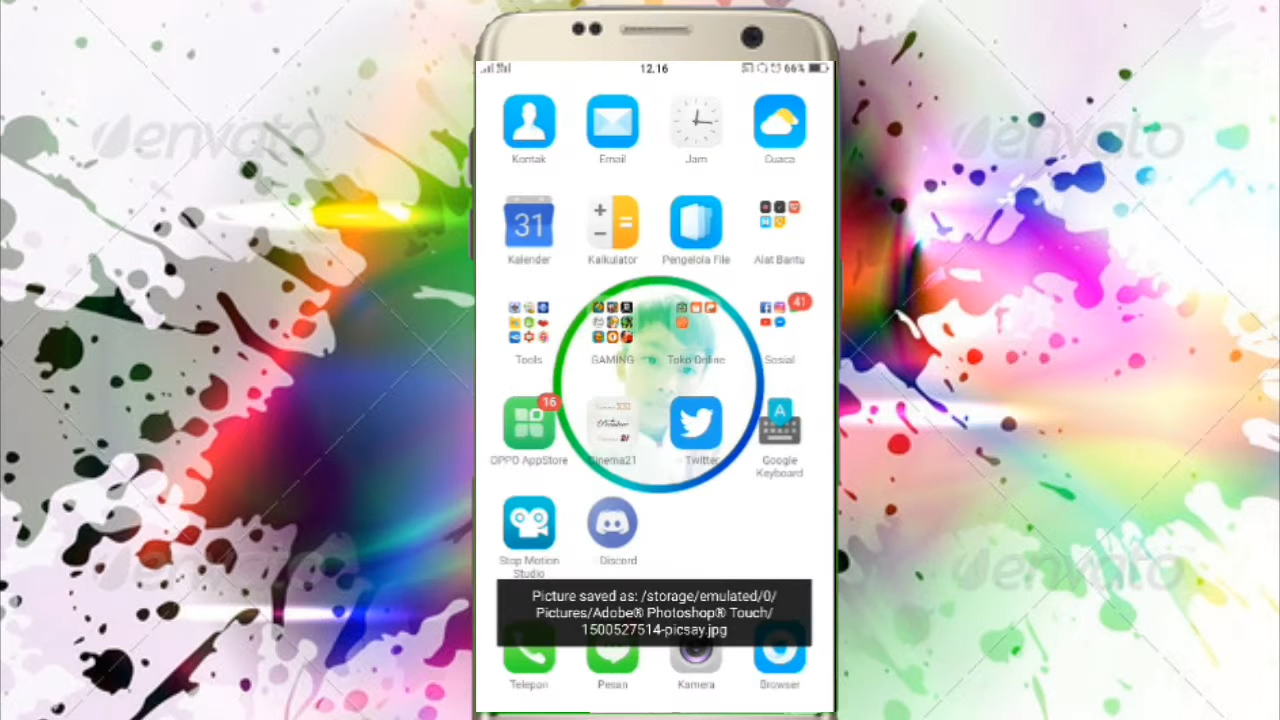 envato
envato
12.16
66%
Kontak
Email
Jam
Cuaca
31
Kalender
Kalkulator
Pengelola File
Alat Bantu
41
Tools
GAMING
Toko Online
Sosial
16
A
OPPO AppStore
Cinema21
Twitter
Google
Keyboard
Stop Motion
Studio
Discord
envato
envato
Picture saved as: /storage/emulated/0/
Pictures/Adobe® Photoshop® Touch/
1500527514-picsay.jpg
Telepon
Pesan
Kamera
Browser